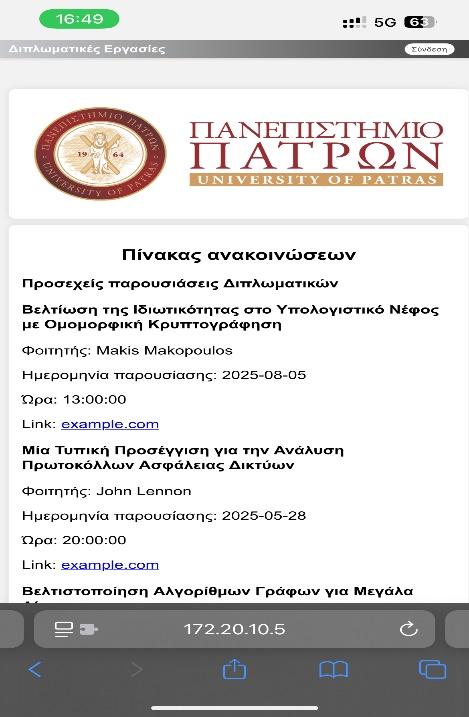 16:49
5G
63
Διπλωματικές Εργασίες
Σύνδεση
ΠΑΝΕΠΙΣΤΗΜΙΟ ΠΑΤΡΩΝ
19 64
UNIVERSITY OF PATRAS
ΠΑΝΕΠΙΣΤΗΜΙΟ
ΠΑΤΡΩΝ
UNIVERSITY OF PATRAS
Πίνακας ανακοινώσεων
Προσεχείς παρουσιάσεις Διπλωματικών
Βελτίωση της Ιδιωτικότητας στο Υπολογιστικό Νέφος
με Ομομορφική Κρυπτογράφηση
Φοιτητής: Makis Makopoulos
Ημερομηνία παρουσίασης: 2025-08-05
Ώρα: 13:00:00
Link: example.com
Μία Τυπική Προσέγγιση για την Ανάλυση
Πρωτοκόλλων Ασφάλειας Δικτύων
Φοιτητής: John Lennon
Ημερομηνία παρουσίασης: 2025-05-28
Ώρα: 20:00:00
Link: example.com
Βελτιστοποίηση Αλγορίθμων Γράφων για Μεγάλα
172.20.10.5